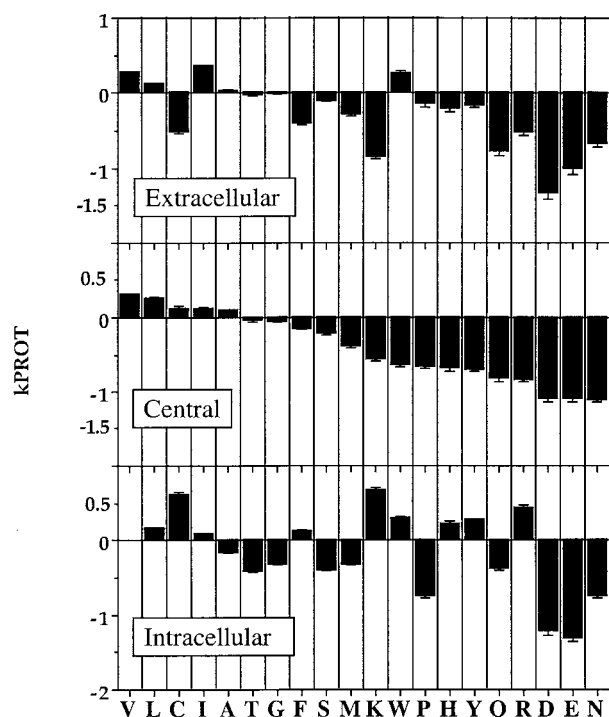 1
0
-1
-1.5
Extracellular
0.5
0
-1
-1.5
Central
kPROT
0.5
0
-1
-2
Intracellular
V L C I A T G F S M K W P H Y O R D E N